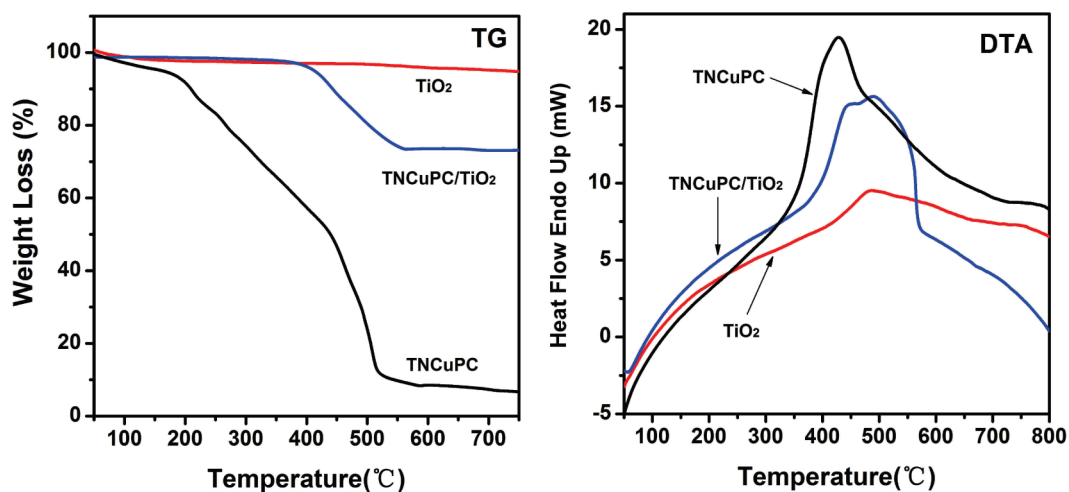 TG
100
80
60
40
20
0
Weight Loss (%)
TiO2
TNCuPC/TiO2
TNCuPC
100 200 300 400 500 600 700
Temperature(℃)
DTA
20
15
10
5
0
-5
Heat Flow Endo Up (mW)
TNCuPC
TNCuPC/TiO2
TiO2
100 200 300 400 500 600 700 800
Temperature(℃)